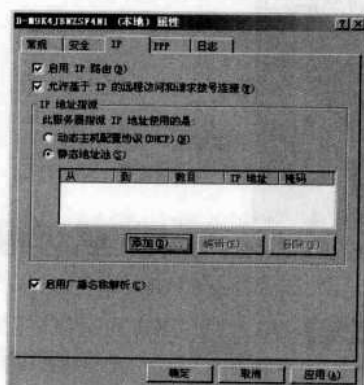 (本地) 属性
常规 安全 IP PPP 日志
启用 IP 路由(R)
允许基于 IP 的远程访问和请求拨号连接(T)
IP 地址指派
此服务器指派 IP 地址使用的是:
动态主机配置协议(DHCP)(H)
静态地址池(S)
从 到 数目 IP 地址 掩码
添加(D)... 编辑(E)... 删除(E)
启用广播名称解析(C)
确定 取消 应用(A)